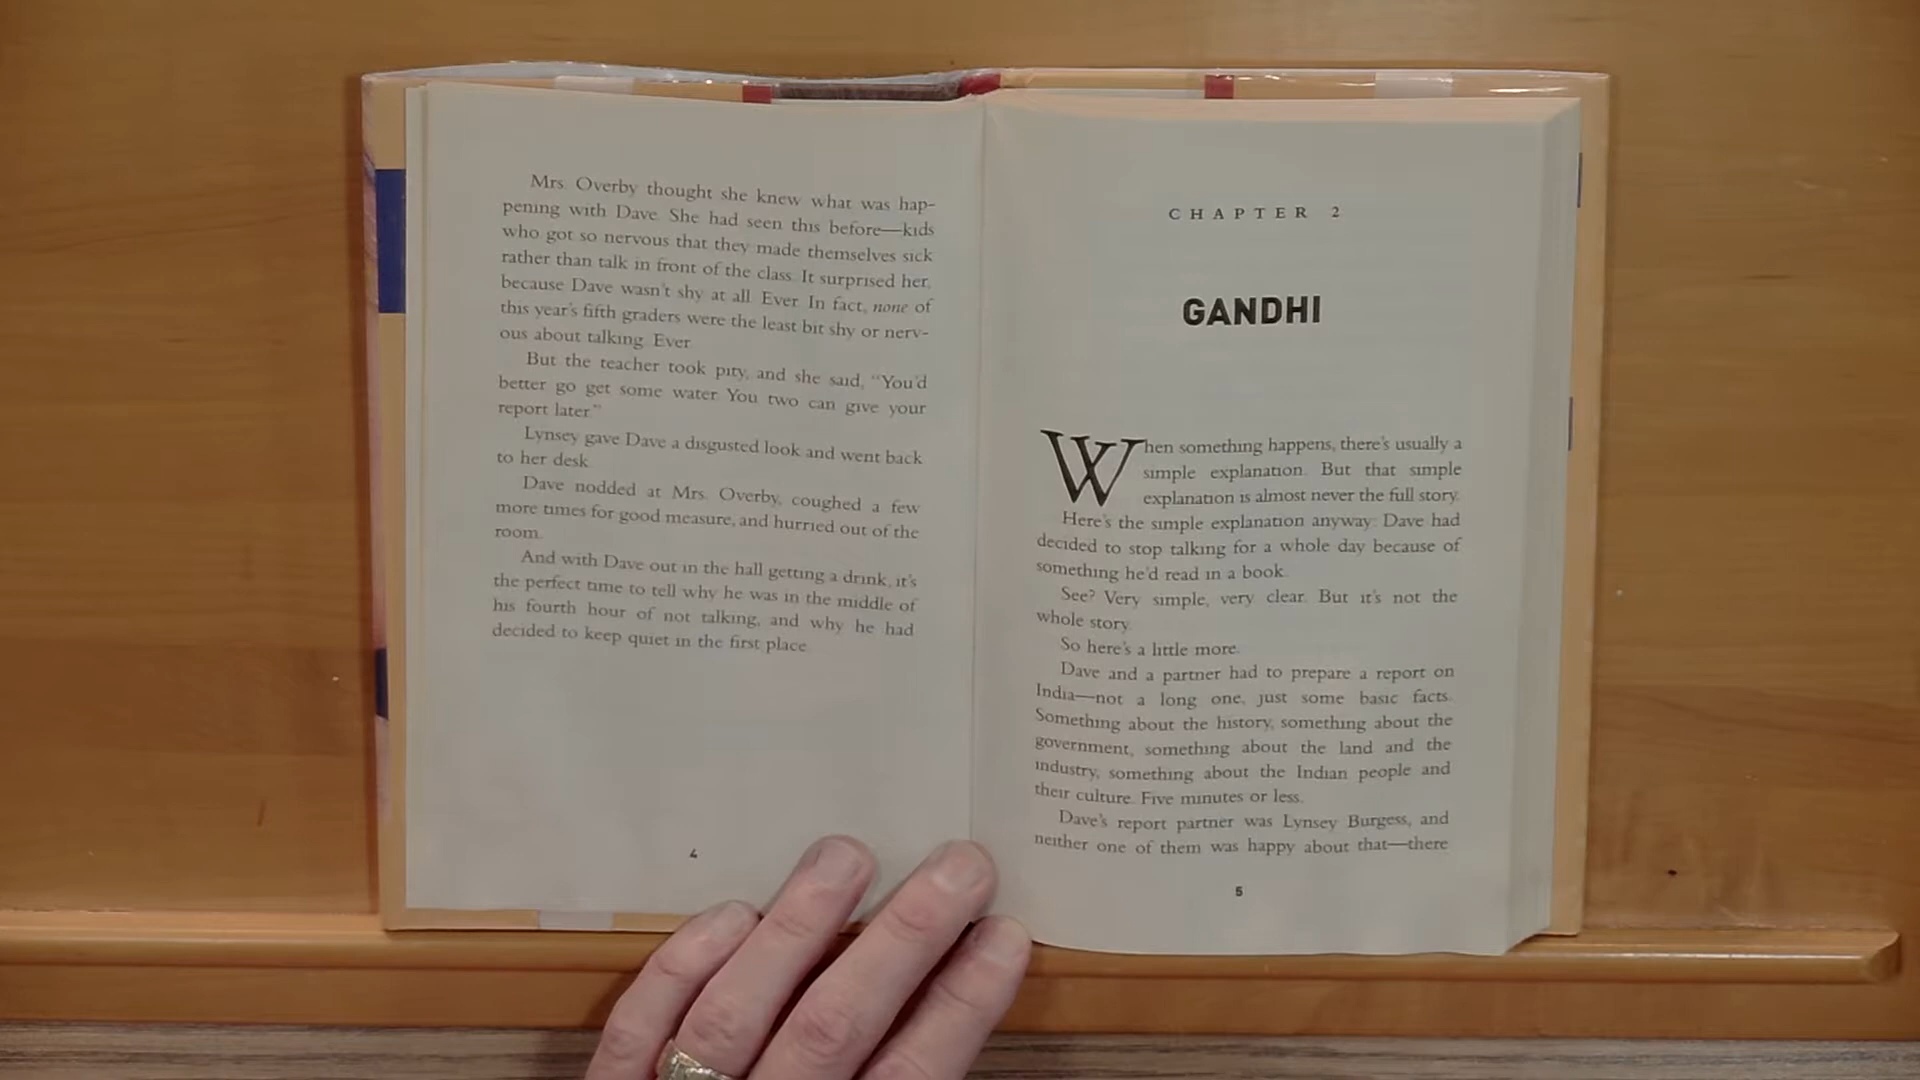 Mrs. Overby thought she knew what was hap-
pening with Dave. She had seen this before—kids
who got so nervous that they made themselves sick
rather than talk in front of the class. It surprised her,
because Dave wasn't shy at all. Ever. In fact, none of
this year's fifth graders were the least bit shy or nerv-
ous about talking. Ever.
But the teacher took pity, and she said, "You'd
better go get some water. You two can give your
report later."
Lynsey gave Dave a disgusted look and went back
to her desk.
Dave nodded at Mrs. Overby, coughed a few
more times for good measure, and hurried out of the
room.
And with Dave out in the hall getting a drink, it's
the perfect time to tell why he was in the middle of
his fourth hour of not talking, and why he had
decided to keep quiet in the first place.
4
CHAPTER 2
GANDHI
When something happens, there's usually a
simple explanation. But that simple
explanation is almost never the full story.
Here's the simple explanation anyway: Dave had
decided to stop talking for a whole day because of
something he'd read in a book.
See? Very simple, very clear. But it's not the
whole story.
So here's a little more.
Dave and a partner had to prepare a report on
India—not a long one, just some basic facts.
Something about the history, something about the
government, something about the land and the
industry, something about the Indian people and
their culture. Five minutes or less.
Dave's report partner was Lynsey Burgess, and
neither one of them was happy about that—there
5